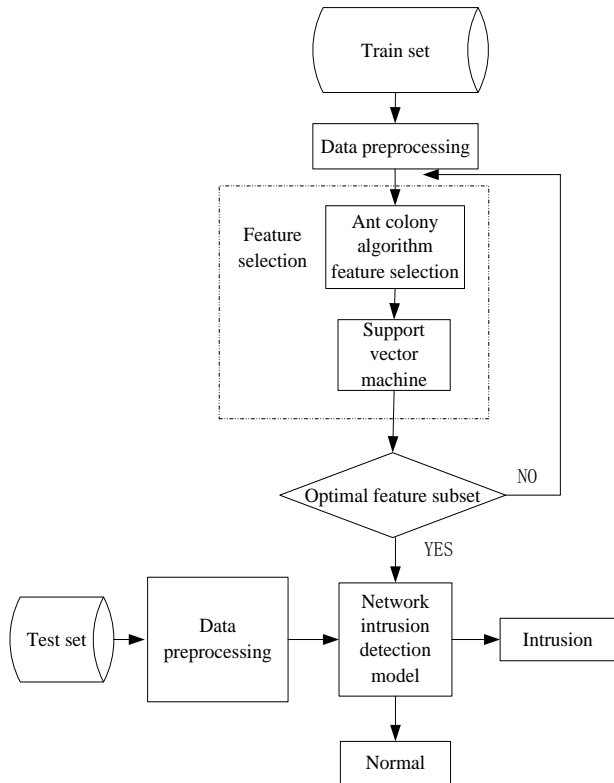 Train set
Data preprocessing
Feature
selection
Ant colony
algorithm
feature selection
Support
vector
machine
Optimal feature subset
NO
YES
Test set
Data
preprocessing
Network
intrusion
detection
model
Intrusion
Normal